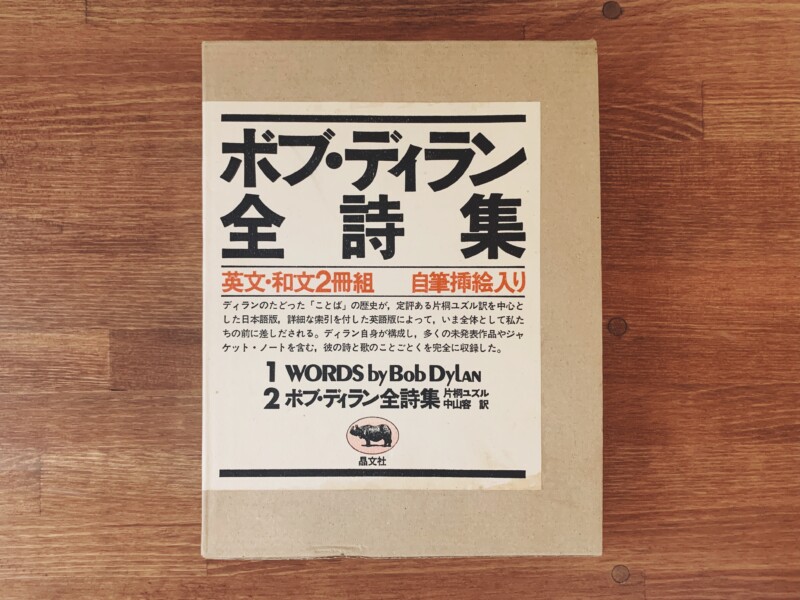 ボブ・ディラン
全詩集
英文・和文2冊組 自筆挿絵入り
ディランのたどった「ことば」の歴史が，定評ある片桐ユズル訳を中心と
した日本語版，詳細な索引を付した英語版によって，いま全体として私た
ちの前に差しだされる。ディラン自身が構成し，多くの未発表作品やジャ
ケット・ノートを含む，彼の詩と歌のことごとくを完全に収録した。
1 WORDS by Bob Dylan
2 ボブ・ディラン全詩集 片桐ユズル
中山容 訳
晶文社